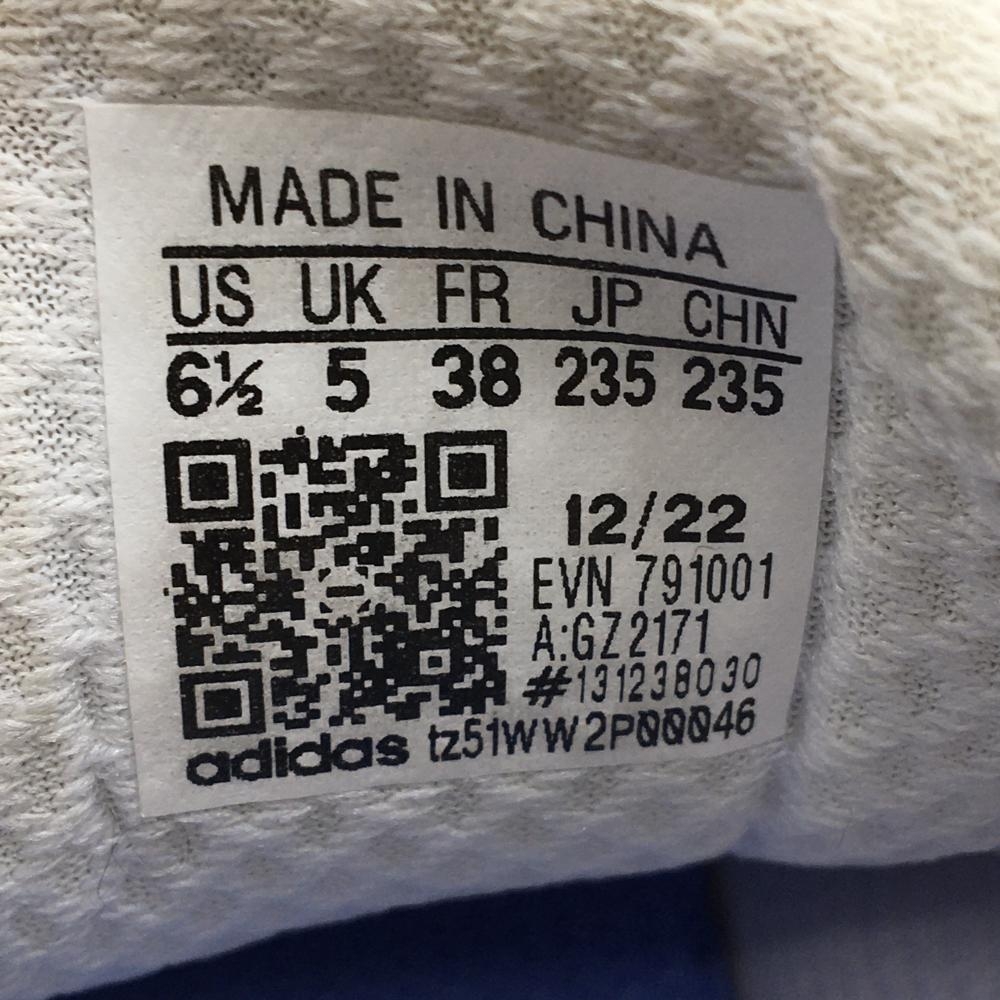 MADE IN CHINA
US UK FR JP CHN
6½ 5 38 235 235
12/22
EVN 791001
A:GZ2171
#131238030
adidas tz51WW2P00046